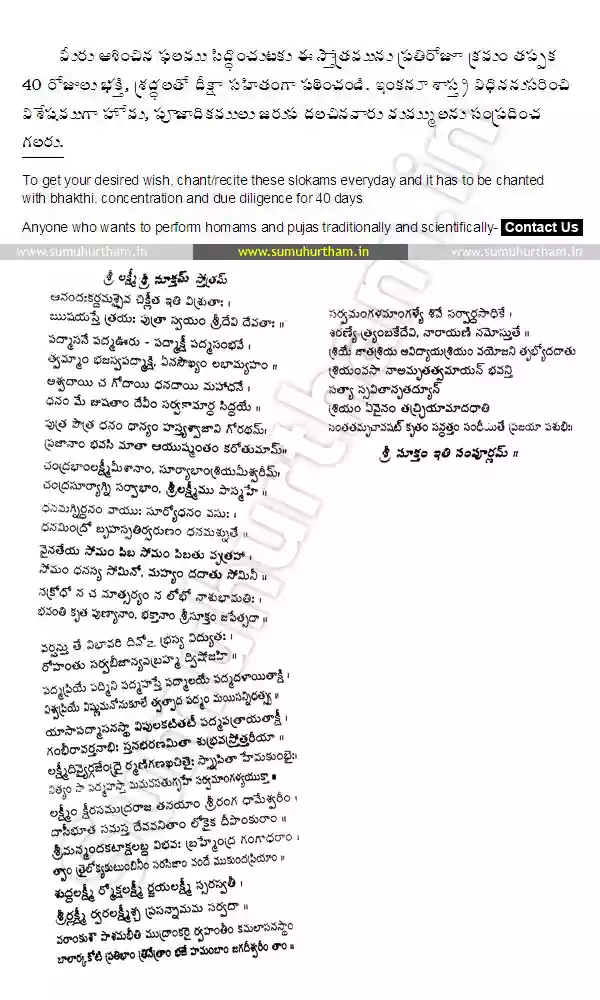 మీరు ఆశించిన ఫలము సిద్ధించుటకు ఈ స్తోత్రమును ప్రతిరోజూ క్రమం తప్పక
40 రోజులు భక్తి, శ్రద్ధలతో దీక్షా సహితంగా పఠించండి. ఇంకనూ శాస్త్ర విధిననుసరించి
విశేషముగా హోమ, పూజాదికములు జరుప దలచినవారు మమ్ములను సంప్రదించ
గలరు.
To get your desired wish, chant/recite these slokams everyday and it has to be chanted
with bhakthi, concentration and due diligence for 40 days.
Anyone who wants to perform homams and pujas traditionally and scientifically- Contact Us
www.sumuhurtham.in www.sumuhurtham.in www.sumuhurtham.in
శ్రీ లక్ష్మీ శ్రీ సూక్తమ్ స్తోత్రమ్
ఆనందఃకర్దమశ్చైవ చిక్లీత ఇతి విశ్రుతాః ।
ఋషయస్తే త్రయః పుత్రా స్వయం శ్రీదేవి దేవతాః ॥
పద్మాసనే పద్మఊరు - పద్మాక్షీ పద్మసంభవే ।
త్వమ్మాం భజస్వపద్మాక్షి, ఏనసౌఖ్యం లభామ్యహం ॥
ఆశ్వదాయి చ గోదాయీ ధనదాయీ మహాధనే ।
ధనం మే జుషతాం దేవీం సర్వకామార్థ సిద్ధయే ॥
పుత్ర పౌత్ర ధనం ధాన్యం హస్త్యశ్వాజావి గోరథమ్।
ప్రజానాం భవసి మాతా ఆయుష్మంతం కరోతుమామ్॥
చంద్రభాంలక్ష్మీమీశానాం, సూర్యాభాంశ్రియమీశ్వరీమ్।
చంద్రసూర్యాగ్ని సర్వాభాం, శ్రీలక్ష్మీము పాస్మహే ॥
ధనమగ్నిర్ధనం వాయుః సూర్యోధనం వసుః ।
ధనమింద్రో బృహస్పతిర్వరుణం ధనమశ్నుతే ॥
వైనతేయ సోమం పిబ సోమం పిబతు వృత్రహా ।
సోమం ధనస్య సోమినో, మహ్యం దదాతు సోమినీ ॥
నక్రోధో న చ మాత్సర్యం న లోభో నాశుభామతిః ।
భవంతి కృత పుణ్యానాం, భక్తానాం శ్రీసూక్తం జపేత్సదా ॥
వర్షన్తు తే విభావరి దివోఽ భ్రస్య విద్యుతః ।
రోహంతు సర్వబీజాన్యవబ్రహ్మ ద్విషోజహి ॥
పద్మప్రియే పద్మిని పద్మహస్తే పద్మాలయే పద్మదళాయతాక్షి ।
విశ్వప్రియే విష్ణుమనోనుకూలే త్వత్పాద పద్మం మయిసన్నిధత్స్వ ॥
యాసాపద్మాసనస్థా విపులకటితటీ పద్మపత్రాయతాక్షీ ।
గంభీరావర్తనాభిః స్తనభరణమితా శుభ్రవస్త్రోత్తరీయా ॥
లక్ష్మీదివ్యైర్గజేంద్రై ర్మణిగణఖచితైః స్నాపితా హేమకుంభైః।
నిత్యం సా పద్మహస్తా మమవసతుగృహే సర్వమాంగళ్యయుక్తా ॥
లక్ష్మీం క్షీరసముద్రరాజ తనయాం శ్రీరంగ ధామేశ్వరీం ।
దాసీభూత సమస్త దేవవనితాం లోకైక దీపాంకురాం ॥
శ్రీమన్మందకటాక్షలబ్ధ విభవః బ్రహ్మేంద్ర గంగాధరాం ।
త్వాం త్రైలోక్యకుటుంబినీం సరసిజాం వందే ముకుందప్రియాం ॥
శుద్ధలక్ష్మీ ర్మోక్షలక్ష్మీ ర్జయలక్ష్మీ స్సరస్వతీ ।
శ్రీర్లక్ష్మీ ర్వరలక్ష్మీశ్చ ప్రసన్నామమ సర్వదా ॥
వరాంకుశౌ పాశమభీతి ముద్రాంకరై ర్వహంతీం కమలాసనస్థాం
బాలార్కకోటి ప్రతిభాం త్రినేత్రాం భజే హమంబాం జగదీశ్వరీం తాం ॥
సర్వమంగళమాంగళ్యే శివే సర్వార్థసాధికే ।
శరణ్యే త్ర్యంబకేదేవి, నారాయణి నమోస్తుతే ॥
శ్రియే జాతశ్రియ అవిద్యాయశ్రియం వయోజని తృభ్యోదదాతు
శ్రియంవసా నాఅమృతత్వమాయన్ భవన్తి
సత్యా స్సవితానృతద్యూన్
శ్రియం ఏవైనం తచ్ఛ్రియామాదధాతి
సంతతమృచావషట్ కృతం సన్ధత్తం సంధీయతే ప్రజయా పశుభిః
శ్రీ సూక్తం ఇతి సంపూర్ణమ్ ॥
sumuhurtham.in